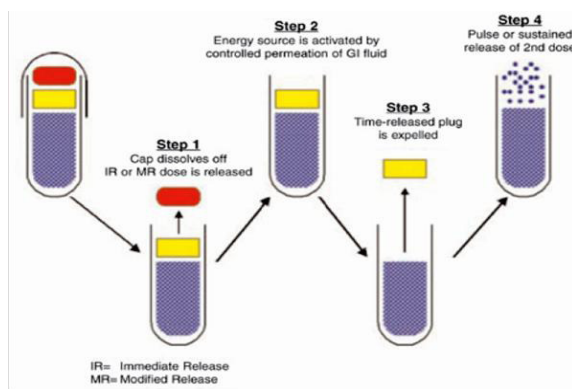 Step 1
Cap dissolves off
IR or MR dose is released
Step 2
Energy source is activated by
controlled permeation of GI fluid
Step 3
Time-released plug
is expelled
Step 4
Pulse or sustained
release of 2nd dose
IR= Immediate Release
MR= Modified Release